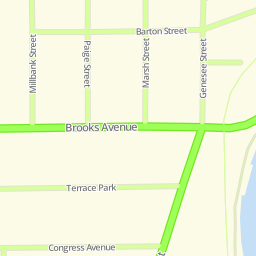 Barton Street
Millbank Street
Paige Street
Marsh Street
Genesee Street
Brooks Avenue
Terrace Park
Congress Avenue